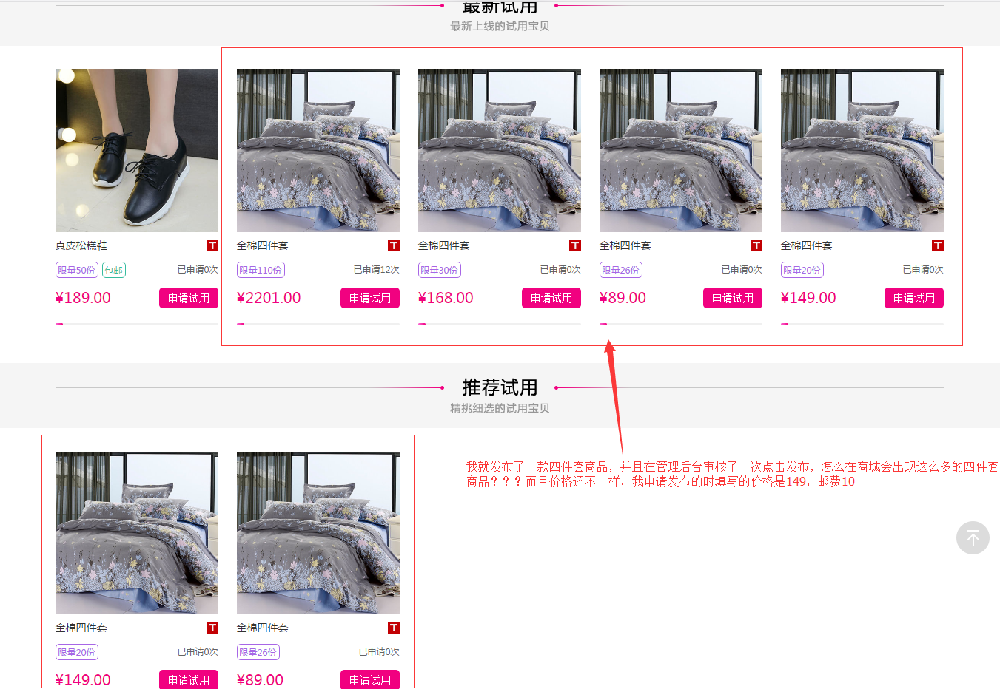 最新试用
最新上线的试用宝贝
真皮松糕鞋 T
限量50份 包邮 已申请0次
¥189.00 申请试用
全棉四件套 T
限量110份 已申请12次
¥2201.00 申请试用
全棉四件套 T
限量30份 已申请0次
¥168.00 申请试用
全棉四件套 T
限量26份 已申请0次
¥89.00 申请试用
全棉四件套 T
限量20份 已申请0次
¥149.00 申请试用
推荐试用
精挑细选的试用宝贝
全棉四件套 T
限量20份 已申请0次
¥149.00 申请试用
全棉四件套 T
限量26份 已申请0次
¥89.00 申请试用
我就发布了一款四件套商品，并且在管理后台审核了一次点击发布，怎么在商城会出现这么多的四件套
商品？？？而且价格还不一样，我申请发布的时填写的价格是149，邮费10